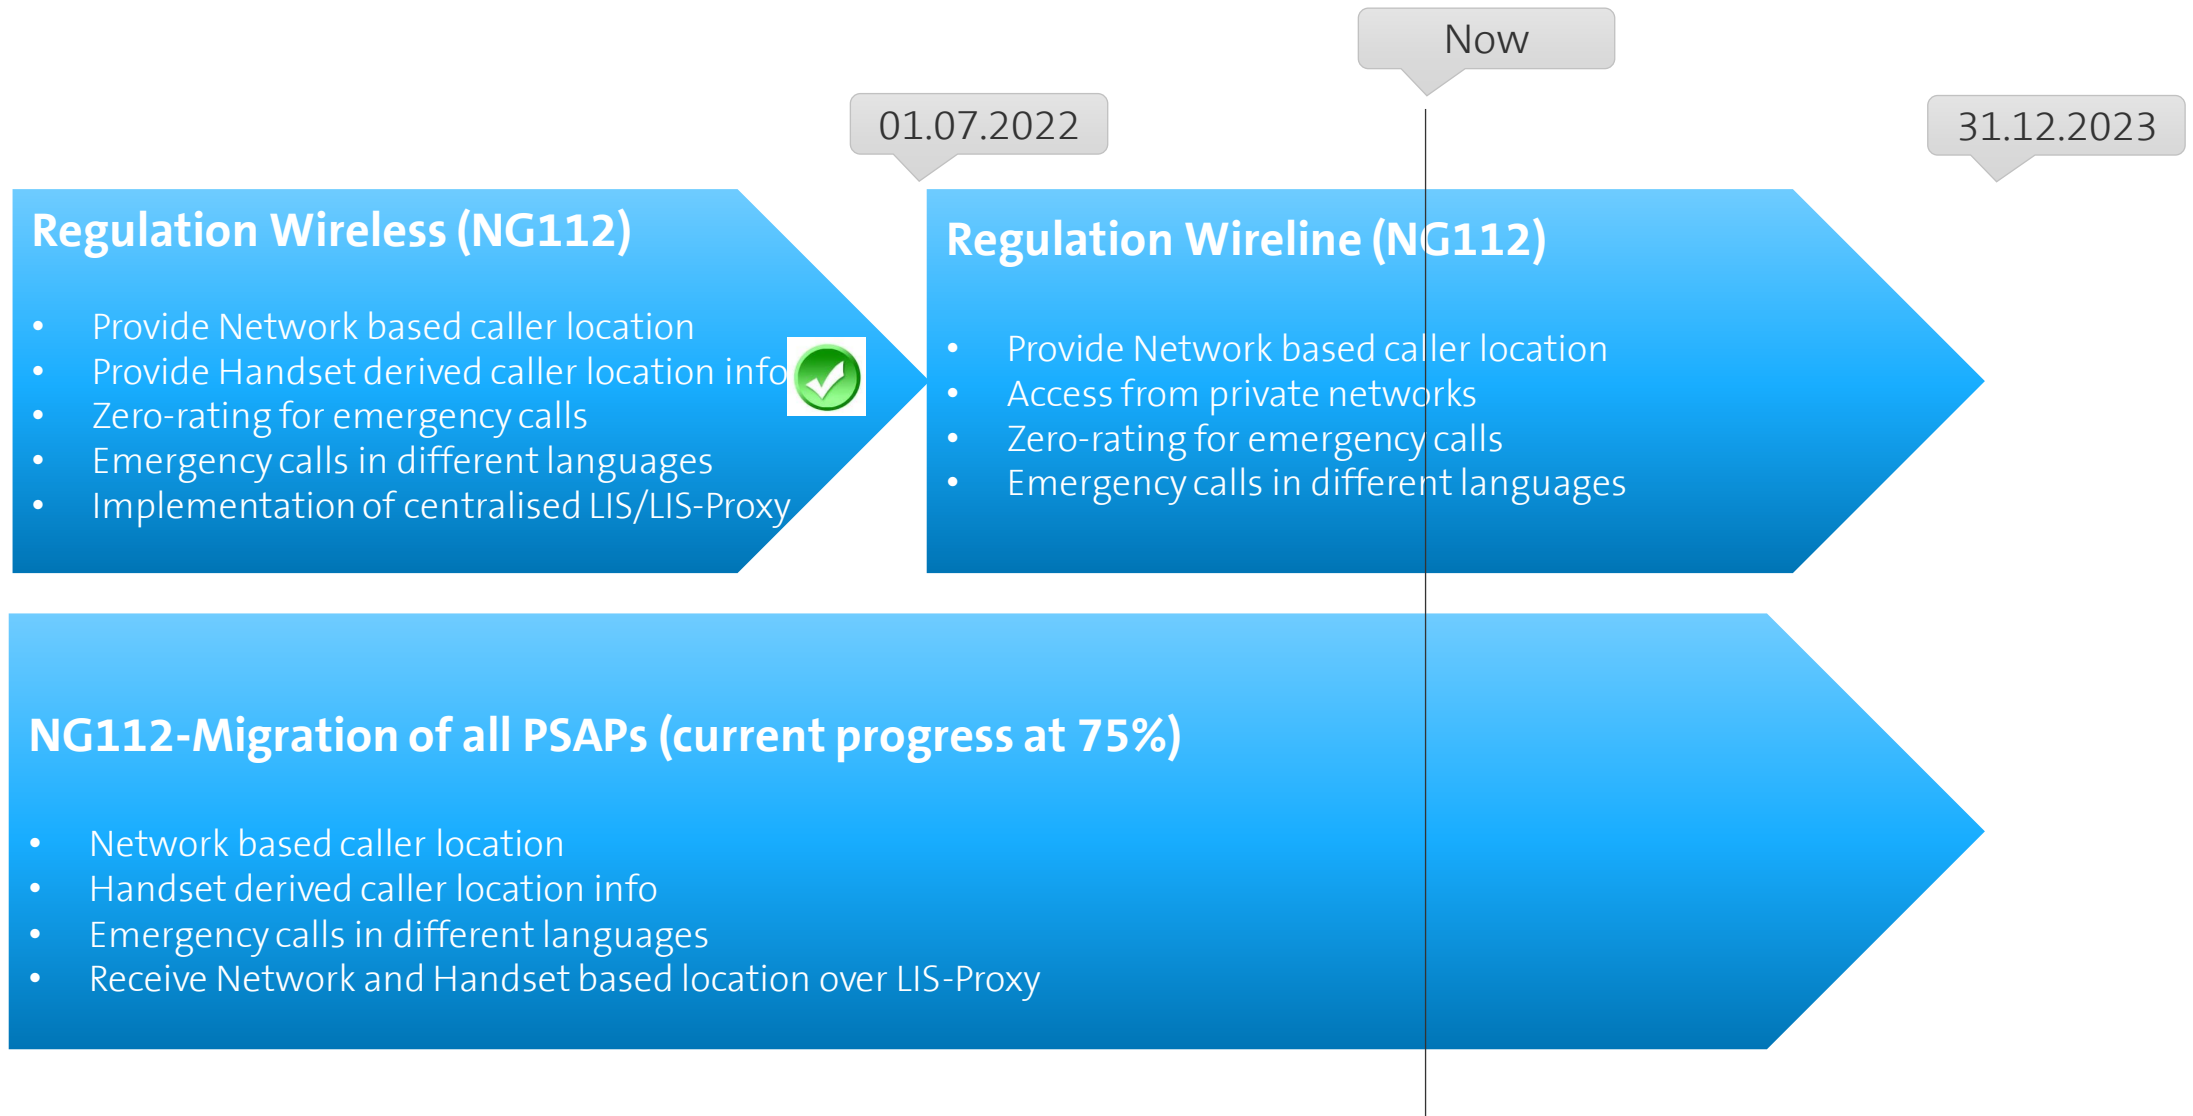 Now
01.07.2022
31.12.2023
Regulation Wireless (NG112)
• Provide Network based caller location
• Provide Handset derived caller location info
• Zero-rating for emergency calls
• Emergency calls in different languages
• Implementation of centralised LIS/LIS-Proxy
Regulation Wireline (NG112)
• Provide Network based caller location
• Access from private networks
• Zero-rating for emergency calls
• Emergency calls in different languages
NG112-Migration of all PSAPs (current progress at 75%)
• Network based caller location
• Handset derived caller location info
• Emergency calls in different languages
• Receive Network and Handset based location over LIS-Proxy